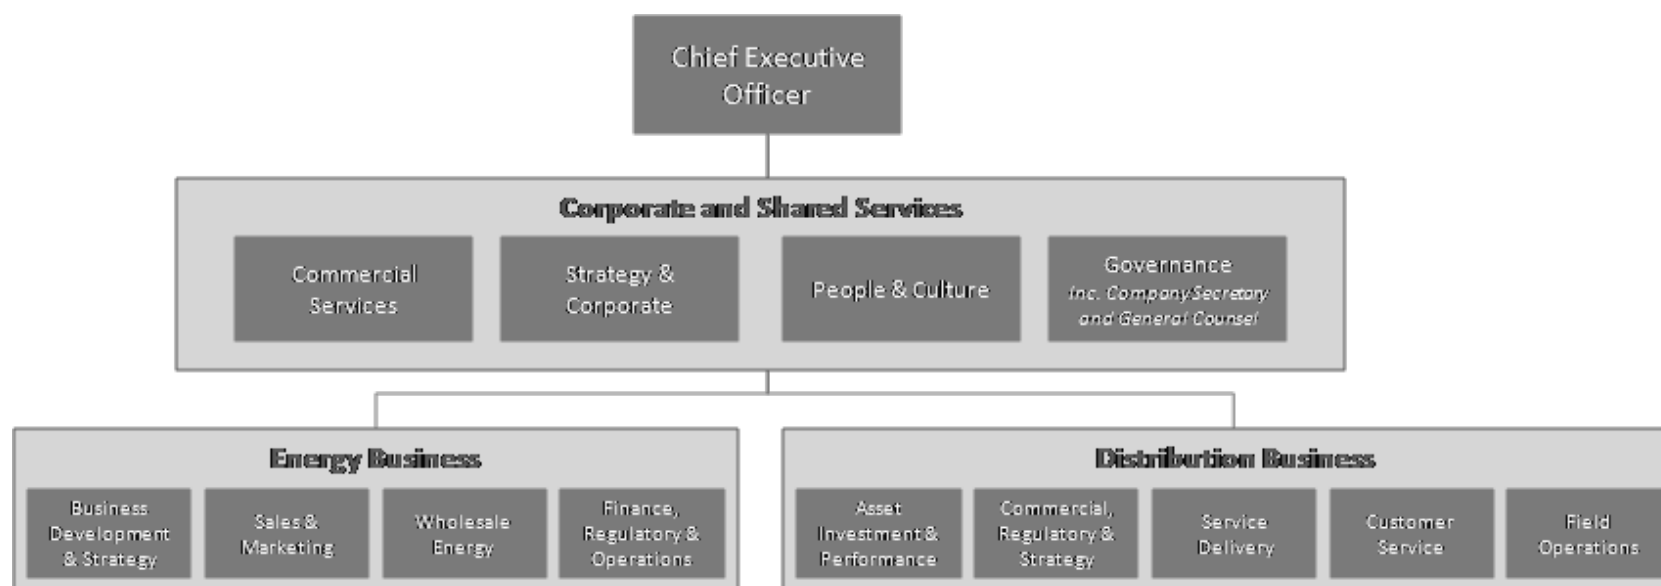 Chief Executive
Officer
Corporate and Shared Services
Commercial
Services
Strategy &
Corporate
People & Culture
Governance
Inc. Company Secretary
and General Counsel
Energy Business
Business
Development
& Strategy
Sales &
Marketing
Wholesale
Energy
Finance,
Regulatory &
Operations
Distribution Business
Asset
Investment &
Performance
Commercial,
Regulatory &
Strategy
Service
Delivery
Customer
Service
Field
Operations